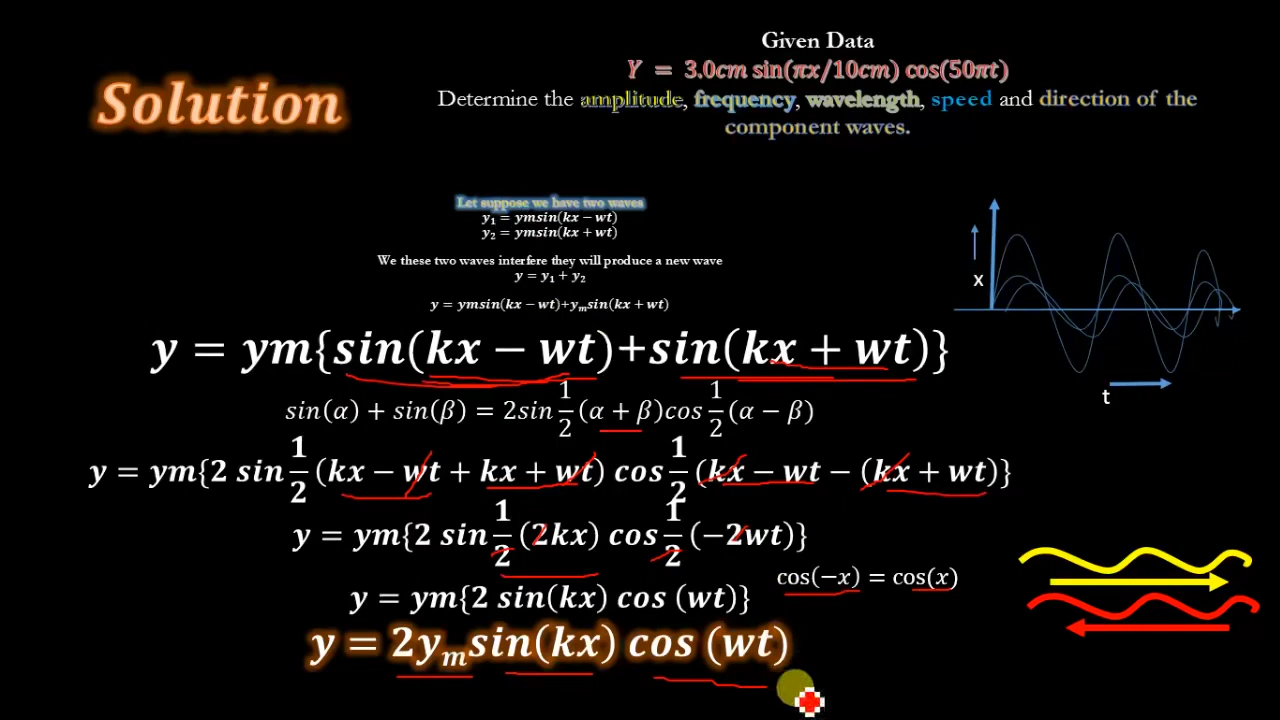 Solution
Given Data
Y = 3.0cm sin(πx/10cm) cos(50πt)
Determine the amplitude, frequency, wavelength, speed and direction of the
component waves.
Let suppose we have two waves
y₁ = ymsin(kx − wt)
y₂ = ymsin(kx + wt)
We these two waves interfere they will produce a new wave
y = y₁ + y₂
y = ymsin(kx − wt)+yₘsin(kx + wt)
y = ym{sin(kx − wt)+sin(kx + wt)}
sin(α) + sin(β) = 2sin 1/2 (α + β)cos 1/2 (α − β)
y = ym{2 sin 1/2 (kx − wt + kx + wt) cos 1/2 (kx − wt − (kx + wt)}
y = ym{2 sin 1/2 (2kx) cos 1/2 (−2wt)}
cos(−x) = cos(x)
y = ym{2 sin(kx) cos (wt)}
y = 2yₘsin(kx) cos (wt)
x
t